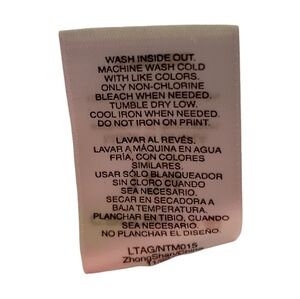 WASH INSIDE OUT.
MACHINE WASH COLD
WITH LIKE COLORS.
ONLY NON-CHLORINE
BLEACH WHEN NEEDED.
TUMBLE DRY LOW.
COOL IRON WHEN NEEDED.
DO NOT IRON ON PRINT.
LAVAR AL REVÉS.
LAVAR A MÁQUINA EN AGUA
FRÍA, CON COLORES
SIMILARES.
USAR SÓLO BLANQUEADOR
SIN CLORO CUANDO
SEA NECESARIO.
SECAR EN SECADORA A
BAJA TEMPERATURA.
PLANCHAR EN TIBIO, CUANDO
SEA NECESARIO.
NO PLANCHAR EL DISEÑO.
LTAG/NTM015
ZhongShan/China